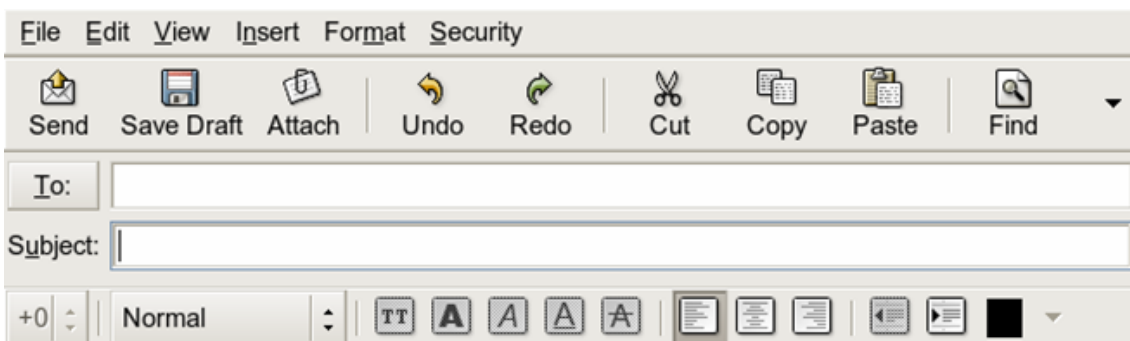 File Edit View Insert Format Security
Send Save Draft Attach Undo Redo Cut Copy Paste Find
To:
Subject:
+0 Normal TT A A A A